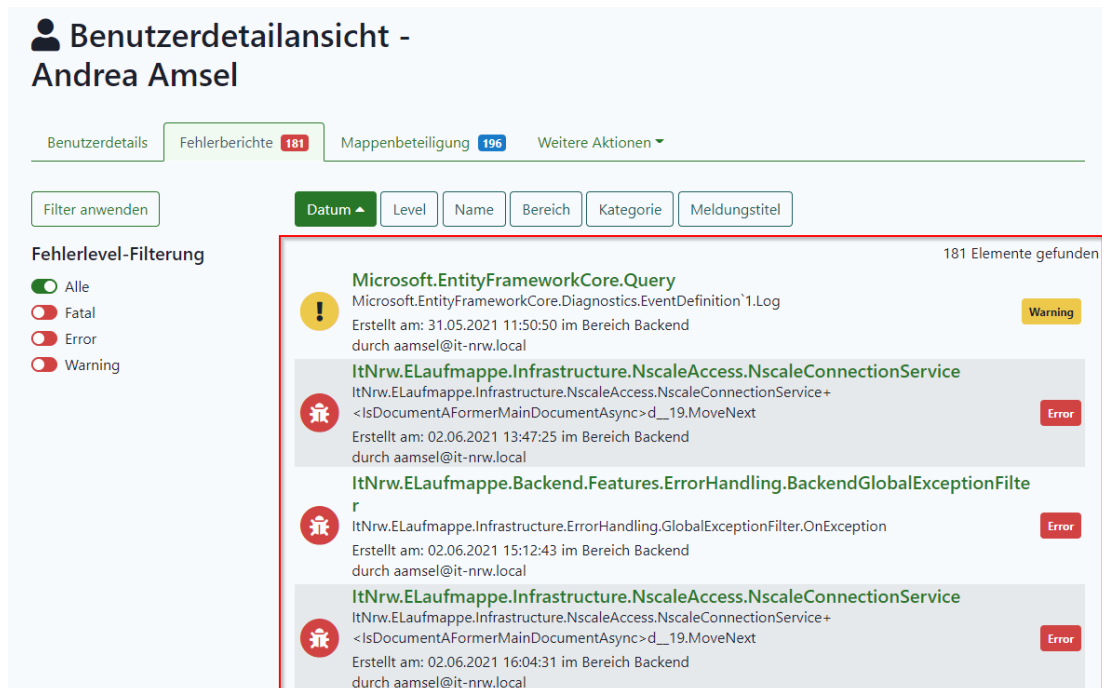 Benutzerdetailansicht -
Andrea Amsel
Benutzerdetails Fehlerberichte 181 Mappenbeteiligung 196 Weitere Aktionen
Filter anwenden
Datum Level Name Bereich Kategorie Meldungstitel
Fehlerlevel-Filterung
Alle
Fatal
Error
Warning
181 Elemente gefunden
Microsoft.EntityFrameworkCore.Query
Microsoft.EntityFrameworkCore.Diagnostics.EventDefinition`1.Log
Erstellt am: 31.05.2021 11:50:50 im Bereich Backend
durch aamsel@it-nrw.local
Warning
ItNrw.ELaufmappe.Infrastructure.NscaleAccess.NscaleConnectionService
ItNrw.ELaufmappe.Infrastructure.NscaleAccess.NscaleConnectionService+
<IsDocumentAFormerMainDocumentAsync>d__19.MoveNext
Erstellt am: 02.06.2021 13:47:25 im Bereich Backend
durch aamsel@it-nrw.local
Error
ItNrw.ELaufmappe.Backend.Features.ErrorHandling.BackendGlobalExceptionFilte
r
ItNrw.ELaufmappe.Infrastructure.ErrorHandling.GlobalExceptionFilter.OnException
Erstellt am: 02.06.2021 15:12:43 im Bereich Backend
durch aamsel@it-nrw.local
Error
ItNrw.ELaufmappe.Infrastructure.NscaleAccess.NscaleConnectionService
ItNrw.ELaufmappe.Infrastructure.NscaleAccess.NscaleConnectionService+
<IsDocumentAFormerMainDocumentAsync>d__19.MoveNext
Erstellt am: 02.06.2021 16:04:31 im Bereich Backend
durch aamsel@it-nrw.local
Error